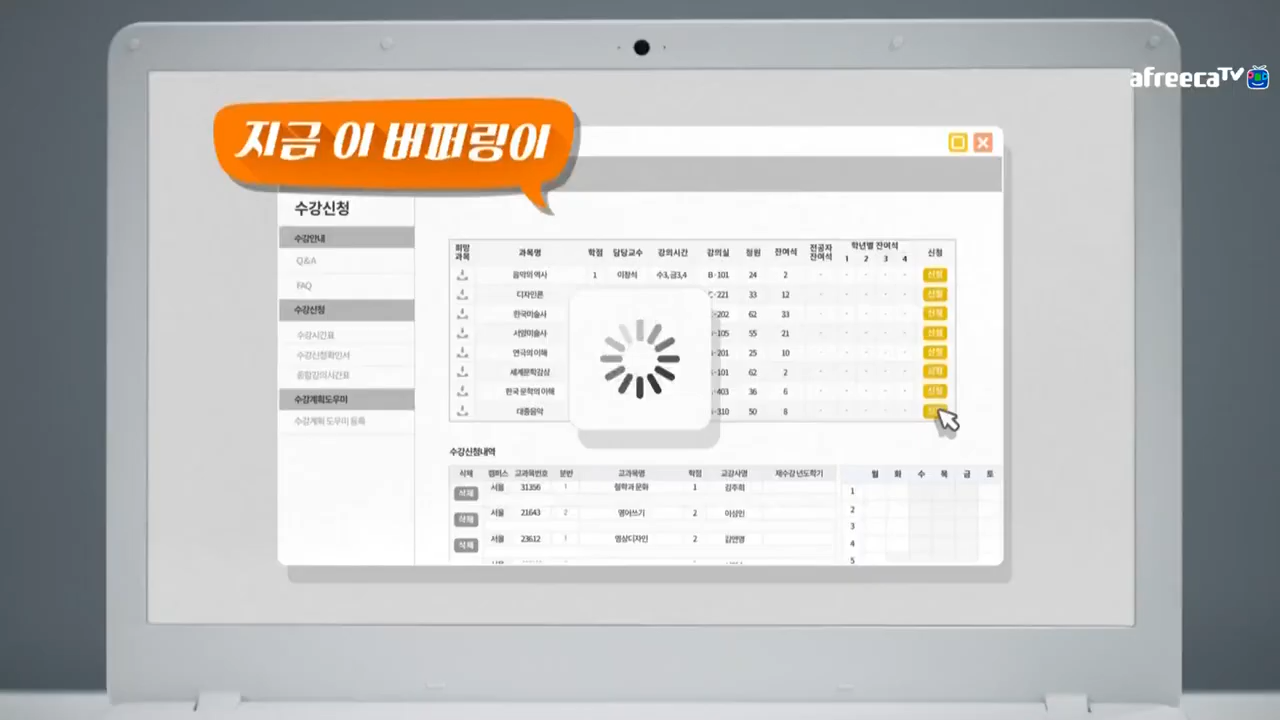 afreecaTV
지금 이 버퍼링이
수강신청
수강안내
Q&A
FAQ
수강신청
수강시간표
수강신청확인서
종합강의시간표
수강계획도우미
수강계획 도우미 등록
희망과목 과목명 학점 담당교수 강의시간 강의실 정원 잔여석 전공자잔여석 학년별 잔여석 1 2 3 4 신청
음악의 역사 1 이정석 수3, 금3,4 B-101 24 2 - - - - - 신청
디자인론 -221 33 12 - - - - - 신청
한국미술사 -202 62 33 - - - - - 신청
서양미술사 -105 55 21 - - - - - 신청
연극의 이해 -201 25 10 - - - - - 신청
세계문학감상 -101 62 2 - - - - - 신청
한국 문학의 이해 -403 36 6 - - - - - 신청
대중음악 -310 50 8 - - - - -
수강신청내역
삭제 캠퍼스 교과목번호 분반 교과목명 학점 교강사명 재수강 년도학기 월 화 수 목 금 토
삭제 서울 31356 1 철학과 문화 1 김주희 1
2
삭제 서울 21643 2 영어쓰기 2 이상민 3
삭제 서울 23612 1 영상디자인 2 김연명 4
5